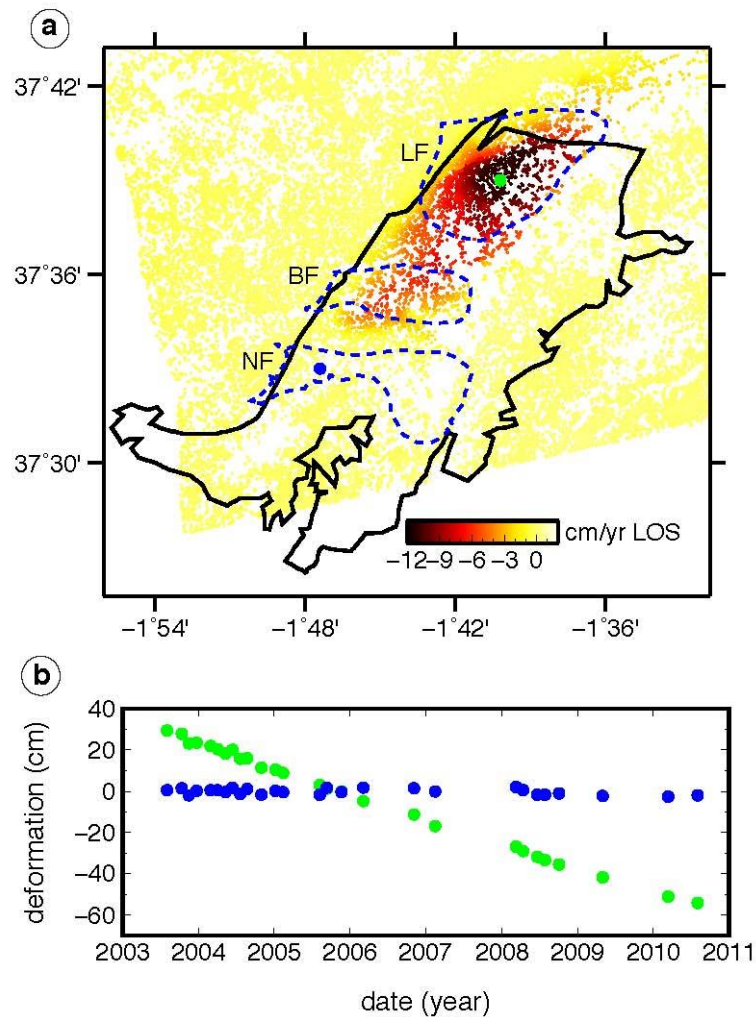 a
37°42'
LF
37°36'
BF
NF
37°30'
cm/yr LOS
−12 −9 −6 −3 0
−1°54' −1°48' −1°42' −1°36'
b
40
20
0
−20
−40
−60
deformation (cm)
2003 2004 2005 2006 2007 2008 2009 2010 2011
date (year)